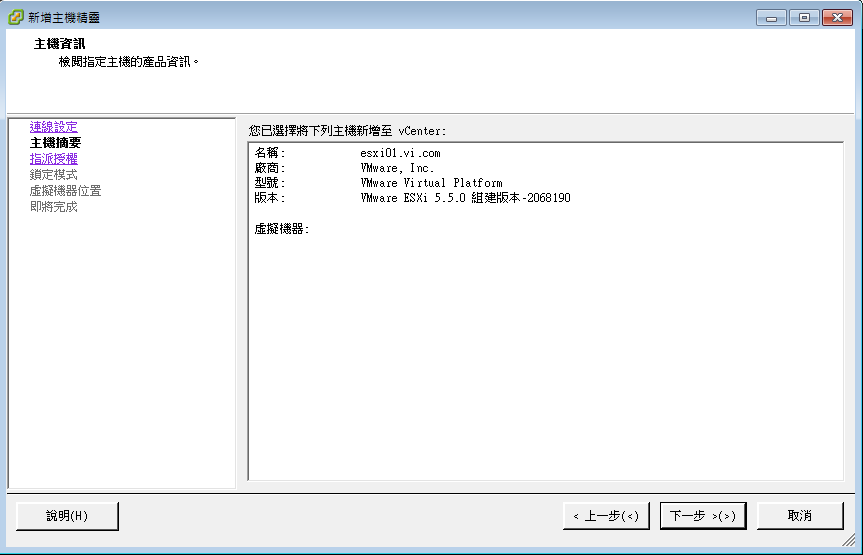 新增主機精靈
主機資訊
檢閱指定主機的產品資訊。
連線設定
主機摘要
指派授權
鎖定模式
虛擬機器位置
即將完成
您已選擇將下列主機新增至 vCenter:
名稱: esxi01.vi.com
廠商: VMware, Inc.
型號: VMware Virtual Platform
版本: VMware ESXi 5.5.0 組建版本-2068190
虛擬機器:
說明(H) < 上一步(<) 下一步 >(>) 取消